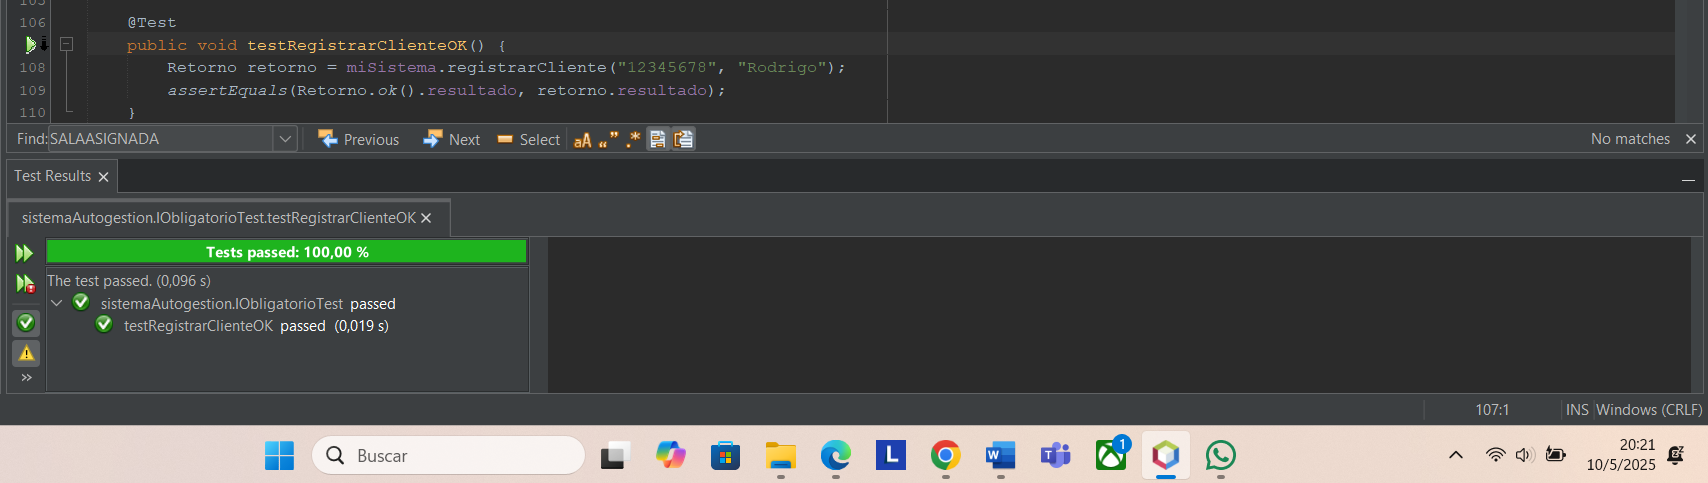 105
106 @Test
public void testRegistrarClienteOK() {
108 Retorno retorno = miSistema.registrarCliente("12345678", "Rodrigo");
109 assertEquals(Retorno.ok().resultado, retorno.resultado);
110 }
Find: SALAASIGNADA Previous Next Select aA „” .* No matches
Test Results
sistemaAutogestion.IObligatorioTest.testRegistrarClienteOK
Tests passed: 100,00 %
The test passed. (0,096 s)
sistemaAutogestion.IObligatorioTest passed
testRegistrarClienteOK passed (0,019 s)
107:1 INS Windows (CRLF)
Buscar L W T 1 20:21
10/5/2025